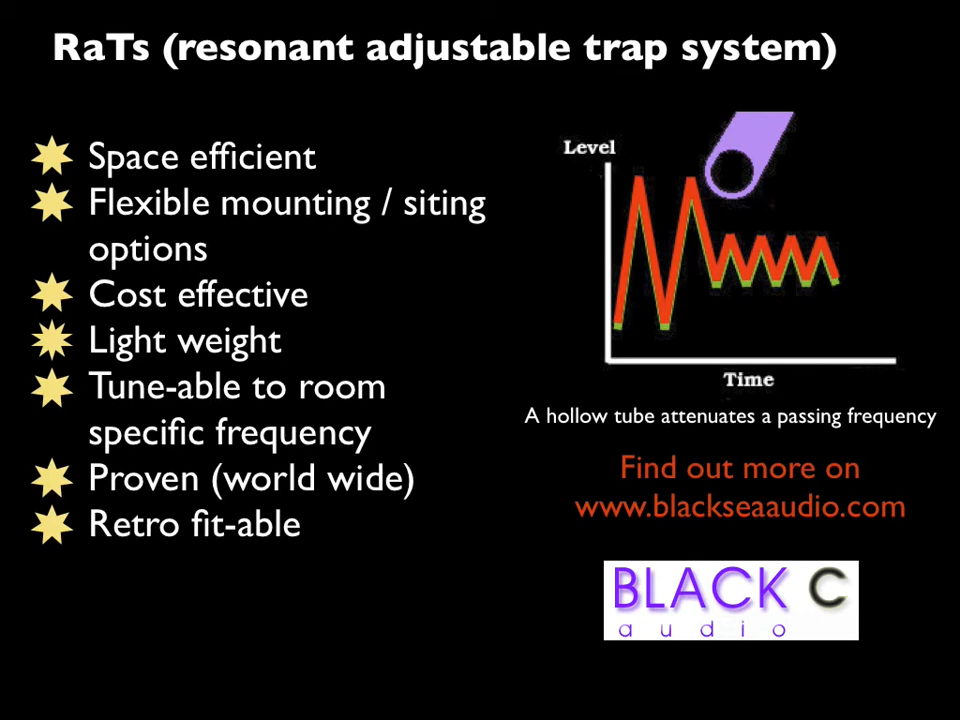 RaTs (resonant adjustable trap system)
Space efficient
Flexible mounting / siting
options
Cost effective
Light weight
Tune-able to room
specific frequency
Proven (world wide)
Retro fit-able
Level
Time
A hollow tube attenuates a passing frequency
Find out more on
www.blackseaaudio.com
BLACK C
audio